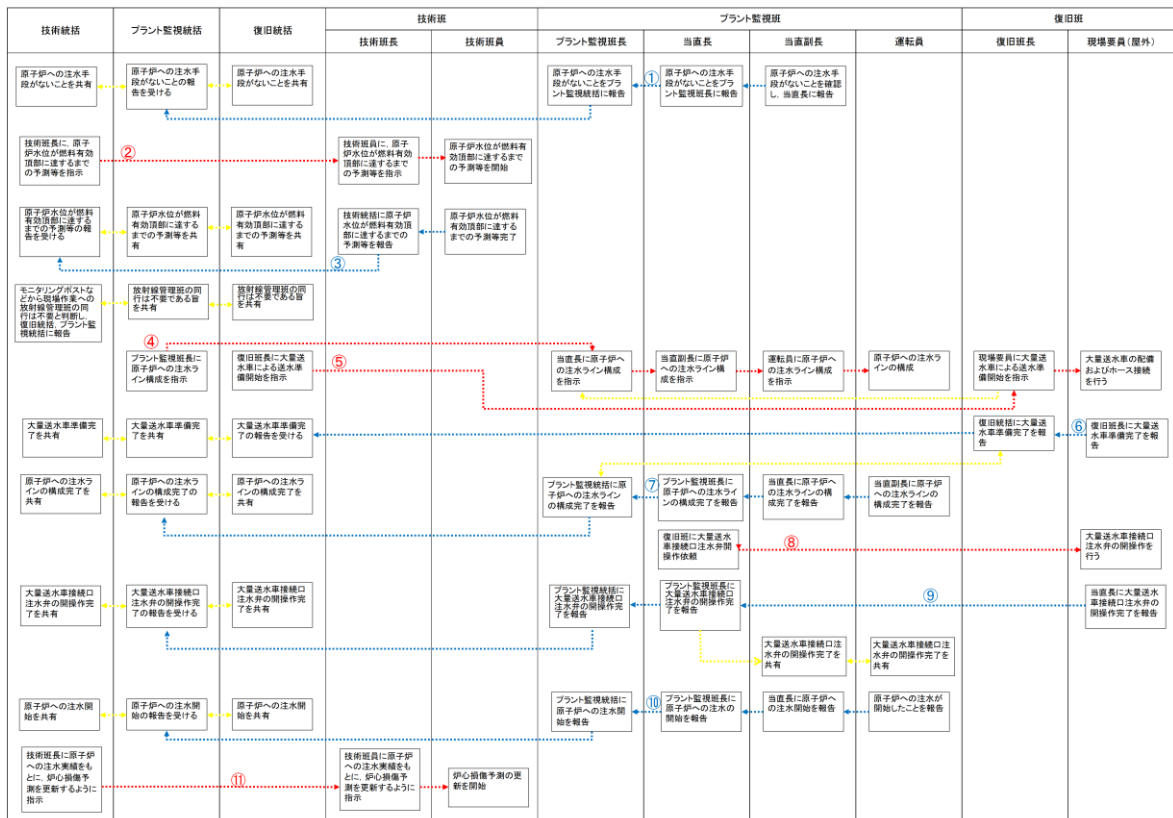 技術班
プラント監視班
復旧班
技術統括
プラント監視統括
復旧統括
技術班長
技術班員
プラント監視班長
当直長
当直副長
運転員
復旧班長
現場要員(屋外)
原子炉への注水手
段がないことを共有
原子炉への注水手
段がないことの報
告を受ける
原子炉への注水手
段がないことを共有
原子炉への注水手
段がないことをプラ
ント監視統括に報告
①
原子炉への注水手
段がないことをプラ
ント監視班長に報告
原子炉への注水手
段がないことを確認
し、当直長に報告
技術班長に、原子
炉水位が燃料有効
頂部に達するまで
の予測等を指示
②
技術班員に、原子
炉水位が燃料有効
頂部に達するまで
の予測等を指示
原子炉水位が燃料有
効頂部に達するまで
の予測等を開始
原子炉水位が燃料
有効頂部に達する
までの予測等の報
告を受ける
原子炉水位が燃料
有効頂部に達する
までの予測等を共
有
原子炉水位が燃料
有効頂部に達する
までの予測等を共
有
技術統括に原子炉
水位が燃料有効頂
部に達するまでの
予測等を報告
原子炉水位が燃料
有効頂部に達す
るまでの予測等完了
③
モニタリングポストな
どから現場作業への
放射線管理班の同
行は不要と判断し、
復旧統括、プラント監
視統括に報告
放射線管理班の同
行は不要である旨
を共有
放射線管理班の同
行は不要である旨
を共有
④
プラント監視班長に
原子炉への注水ラ
イン構成を指示
復旧班長に大量送
水車による送水準
備開始を指示
⑤
当直長に原子炉へ
の注水ライン構成
を指示
当直副長に原子炉
への注水ライン構
成を指示
運転員に原子炉へ
の注水ライン構成
を指示
原子炉への注水ラ
インの構成
現場要員に大量送
水車による送水準
備開始を指示
大量送水車の配備
およびホース接続
を行う
大量送水車準備完
了を共有
大量送水車準備完
了を共有
大量送水車準備完
了の報告を受ける
復旧統括に大量送
水車準備完了を報
告
⑥
復旧班長に大量送
水車準備完了を報
告
原子炉への注水ラ
インの構成完了を
共有
原子炉への注水ラ
インの構成完了の
報告を受ける
原子炉への注水ラ
インの構成完了を
共有
プラント監視統括に原
子炉への注水ライン
の構成完了を報告
⑦
プラント監視班長に
原子炉への注水ライ
ンの構成完了を報告
当直長に原子炉へ
の注水ラインの構
成完了を報告
当直副長に原子炉
への注水ラインの
構成完了を報告
復旧班に大量送水
車接続口注水弁開
操作依頼
⑧
大量送水車接続口
注水弁の開操作を
行う
大量送水車接続口
注水弁の開操作完
了を共有
大量送水車接続口
注水弁の開操作完
了の報告を受ける
大量送水車接続口
注水弁の開操作完
了を共有
プラント監視統括に
大量送水車接続口
注水弁の開操作完
了を報告
プラント監視班長に
大量送水車接続口
注水弁の開操作完
了を報告
⑨
当直長に大量送水
車接続口注水弁の
開操作完了を報告
大量送水車接続口注
水弁の開操作完了を
共有
大量送水車接続口注
水弁の開操作完了を
共有
原子炉への注水開
始を共有
原子炉への注水開
始の報告を受ける
原子炉への注水開
始を共有
プラント監視統括に
原子炉への注水開
始を報告
⑩
プラント監視班長に
原子炉への注水の
開始を報告
当直長に原子炉へ
の注水開始を報告
原子炉への注水が
開始したことを報告
技術班長に原子炉
への注水実績をも
とに、炉心損傷予
測を更新するように
指示
⑪
技術班員に原子炉
への注水実績をも
とに、炉心損傷予
測を更新するように
指示
炉心損傷予測の更
新を開始